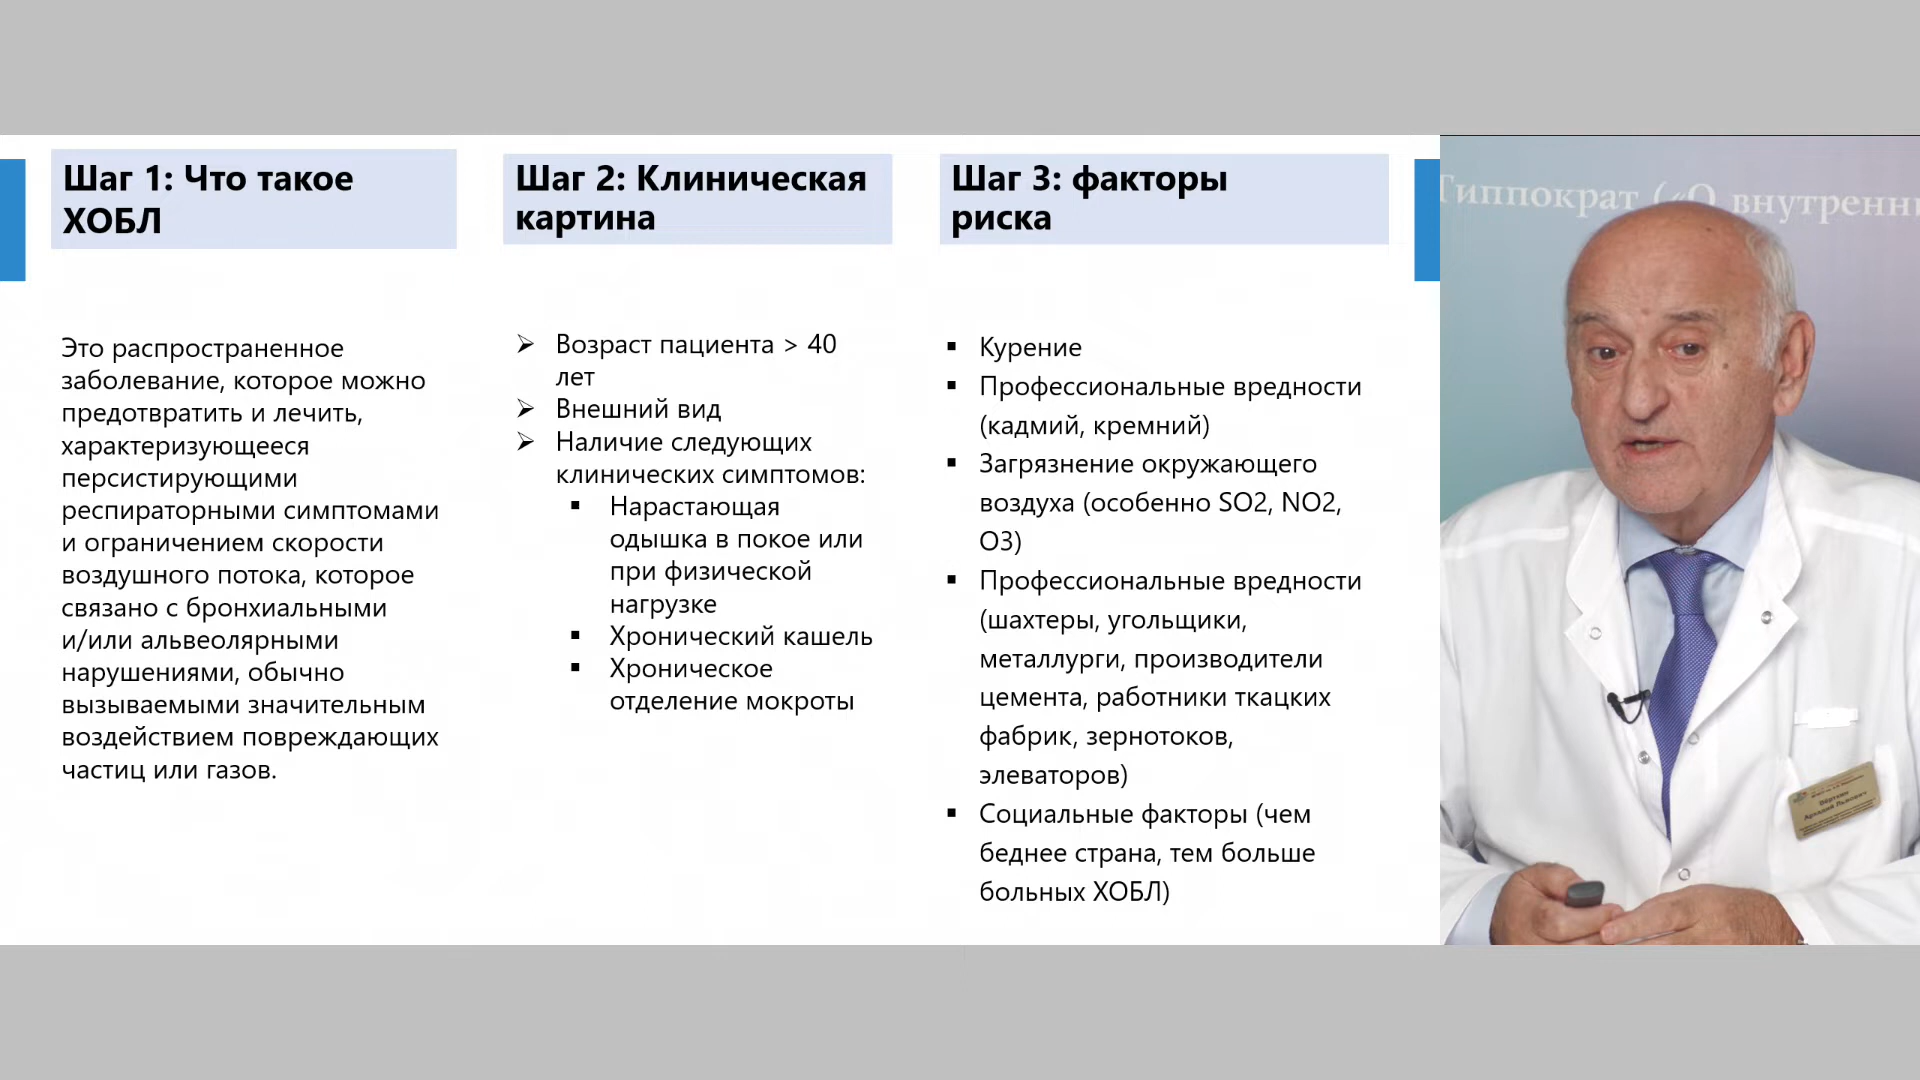 Шаг 1: Что такое
ХОБЛ
Это распространенное
заболевание, которое можно
предотвратить и лечить,
характеризующееся
персистирующими
респираторными симптомами
и ограничением скорости
воздушного потока, которое
связано с бронхиальными
и/или альвеолярными
нарушениями, обычно
вызываемыми значительным
воздействием повреждающих
частиц или газов.
Шаг 2: Клиническая
картина
Возраст пациента > 40
лет
Внешний вид
Наличие следующих
клинических симптомов:
Нарастающая
одышка в покое или
при физической
нагрузке
Хронический кашель
Хроническое
отделение мокроты
Шаг 3: факторы
риска
Курение
Профессиональные вредности
(кадмий, кремний)
Загрязнение окружающего
воздуха (особенно SO2, NO2,
O3)
Профессиональные вредности
(шахтеры, угольщики,
металлурги, производители
цемента, работники ткацких
фабрик, зернотоков,
элеваторов)
Социальные факторы (чем
беднее страна, тем больше
больных ХОБЛ)
Гиппократ («О внутренн
Аркадий Львович